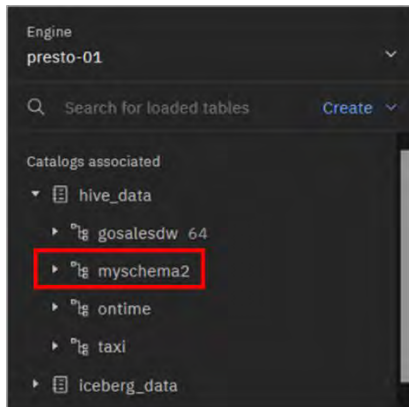 Engine
presto-01
Search for loaded tables Create
Catalogs associated
hive_data
gosalesdw 64
myschema2
ontime
taxi
iceberg_data